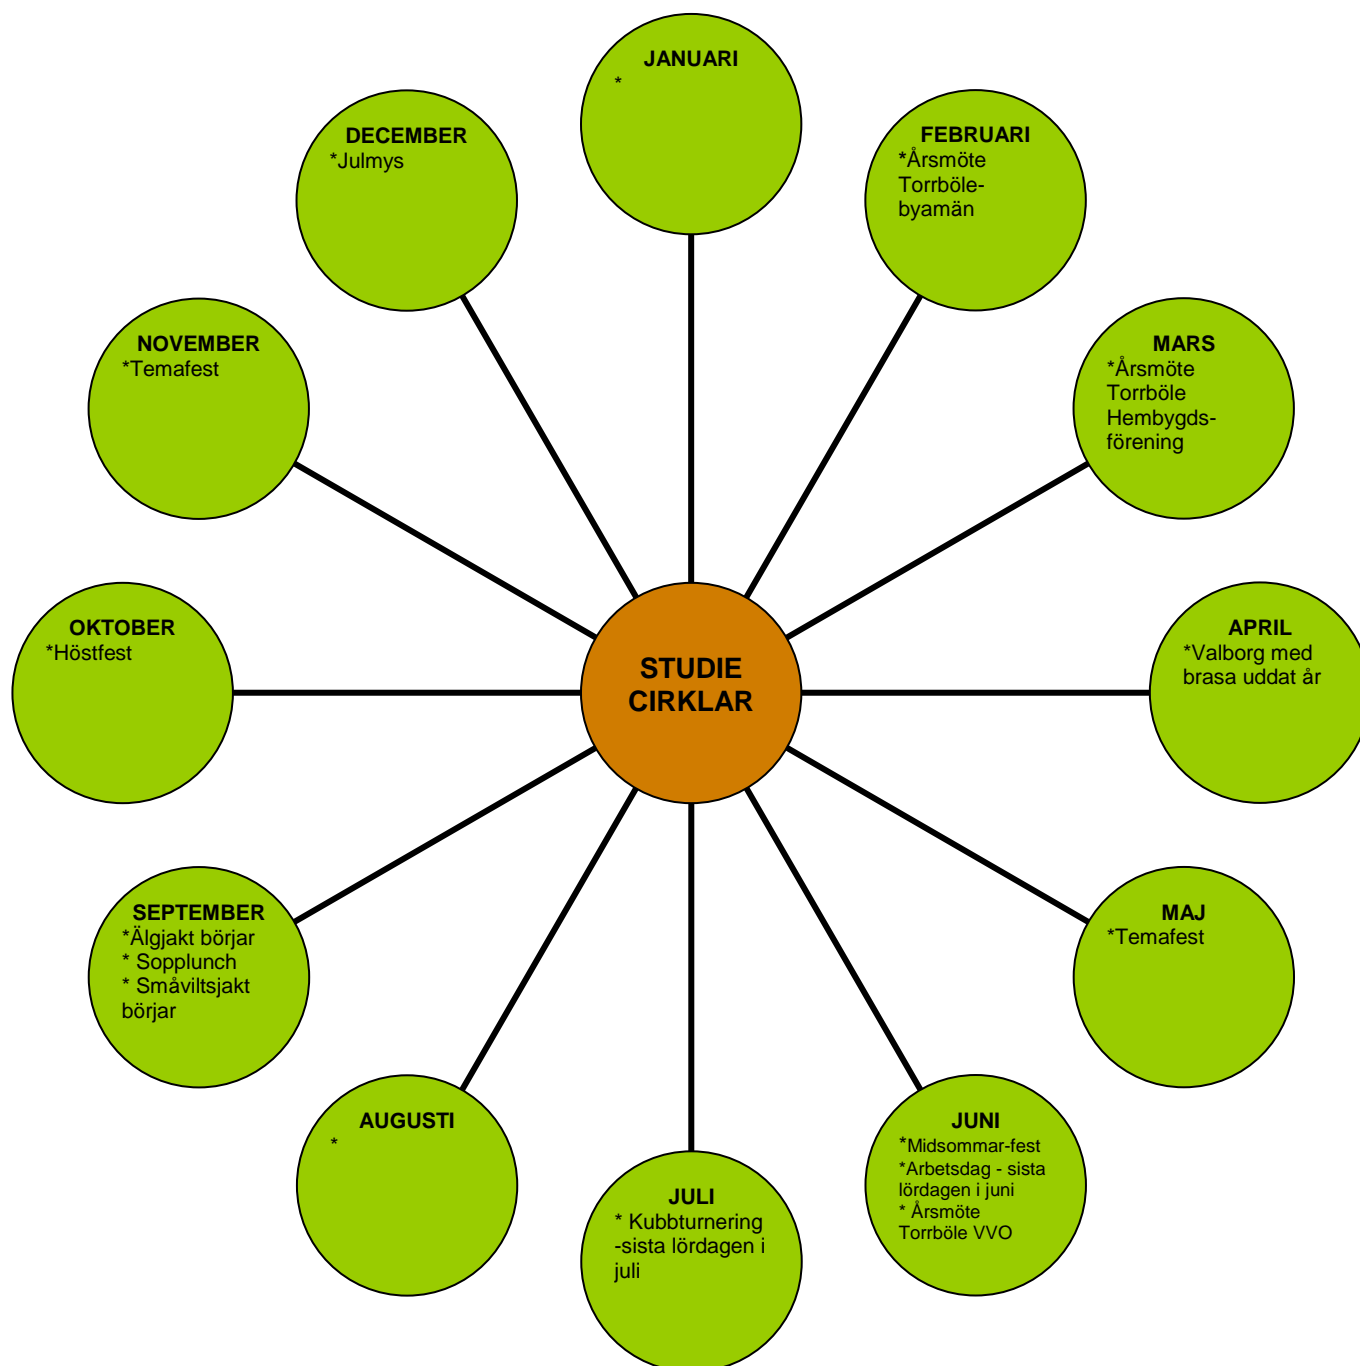 JANUARI
*
FEBRUARI
*Årsmöte
Torrböle-
byamän
MARS
*Årsmöte
Torrböle
Hembygds-
förening
APRIL
*Valborg med
brasa uddat år
MAJ
*Temafest
JUNI
*Midsommar-fest
*Arbetsdag - sista
lördagen i juni
* Årsmöte
Torrböle VVO
JULI
* Kubbturnering
-sista lördagen i
juli
AUGUSTI
*
SEPTEMBER
*Älgjakt börjar
* Sopplunch
* Småviltsjakt
börjar
OKTOBER
*Höstfest
NOVEMBER
*Temafest
DECEMBER
*Julmys
STUDIE
CIRKLAR